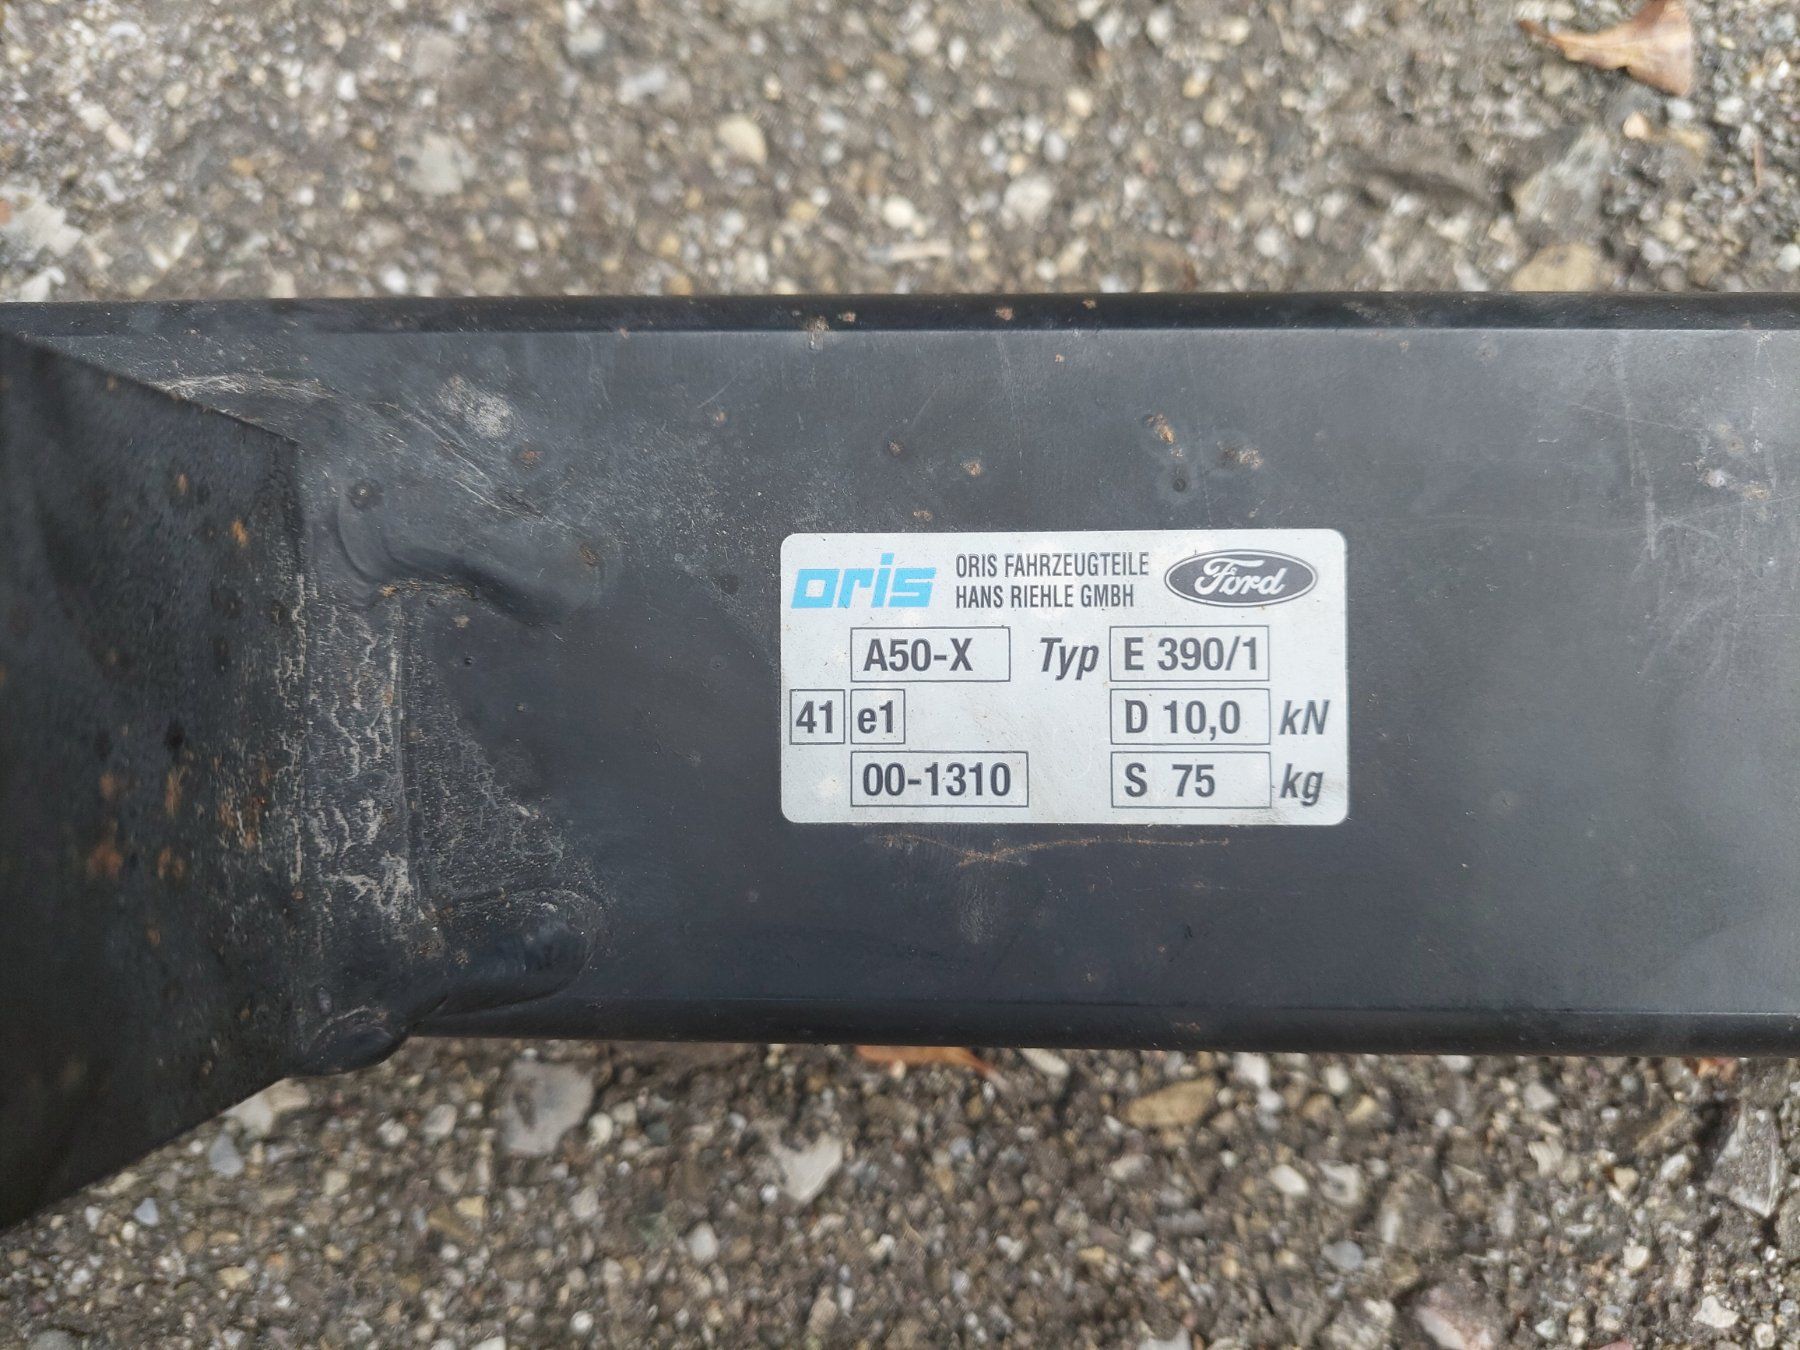 oris ORIS FAHRZEUGTEILE Ford
HANS RIEHLE GMBH
A50-X Typ E 390/1
41 e1 D 10,0 kN
00-1310 S 75 kg